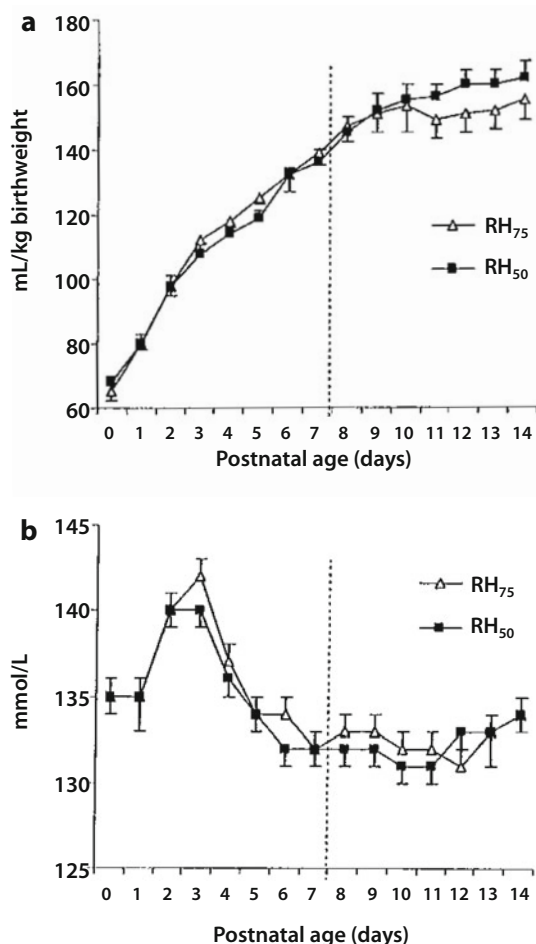 a
160
140
120
100
80
60
mL/kg birthweight
RH75
RH50
0 1 2 3 4 5 6 7 8 9 10 11 12 13 14
Postnatal age (days)
b
145
140
135
130
125
mmol/L
RH75
RH50
0 1 2 3 4 5 6 7 8 9 10 11 12 13 14
Postnatal age (days)